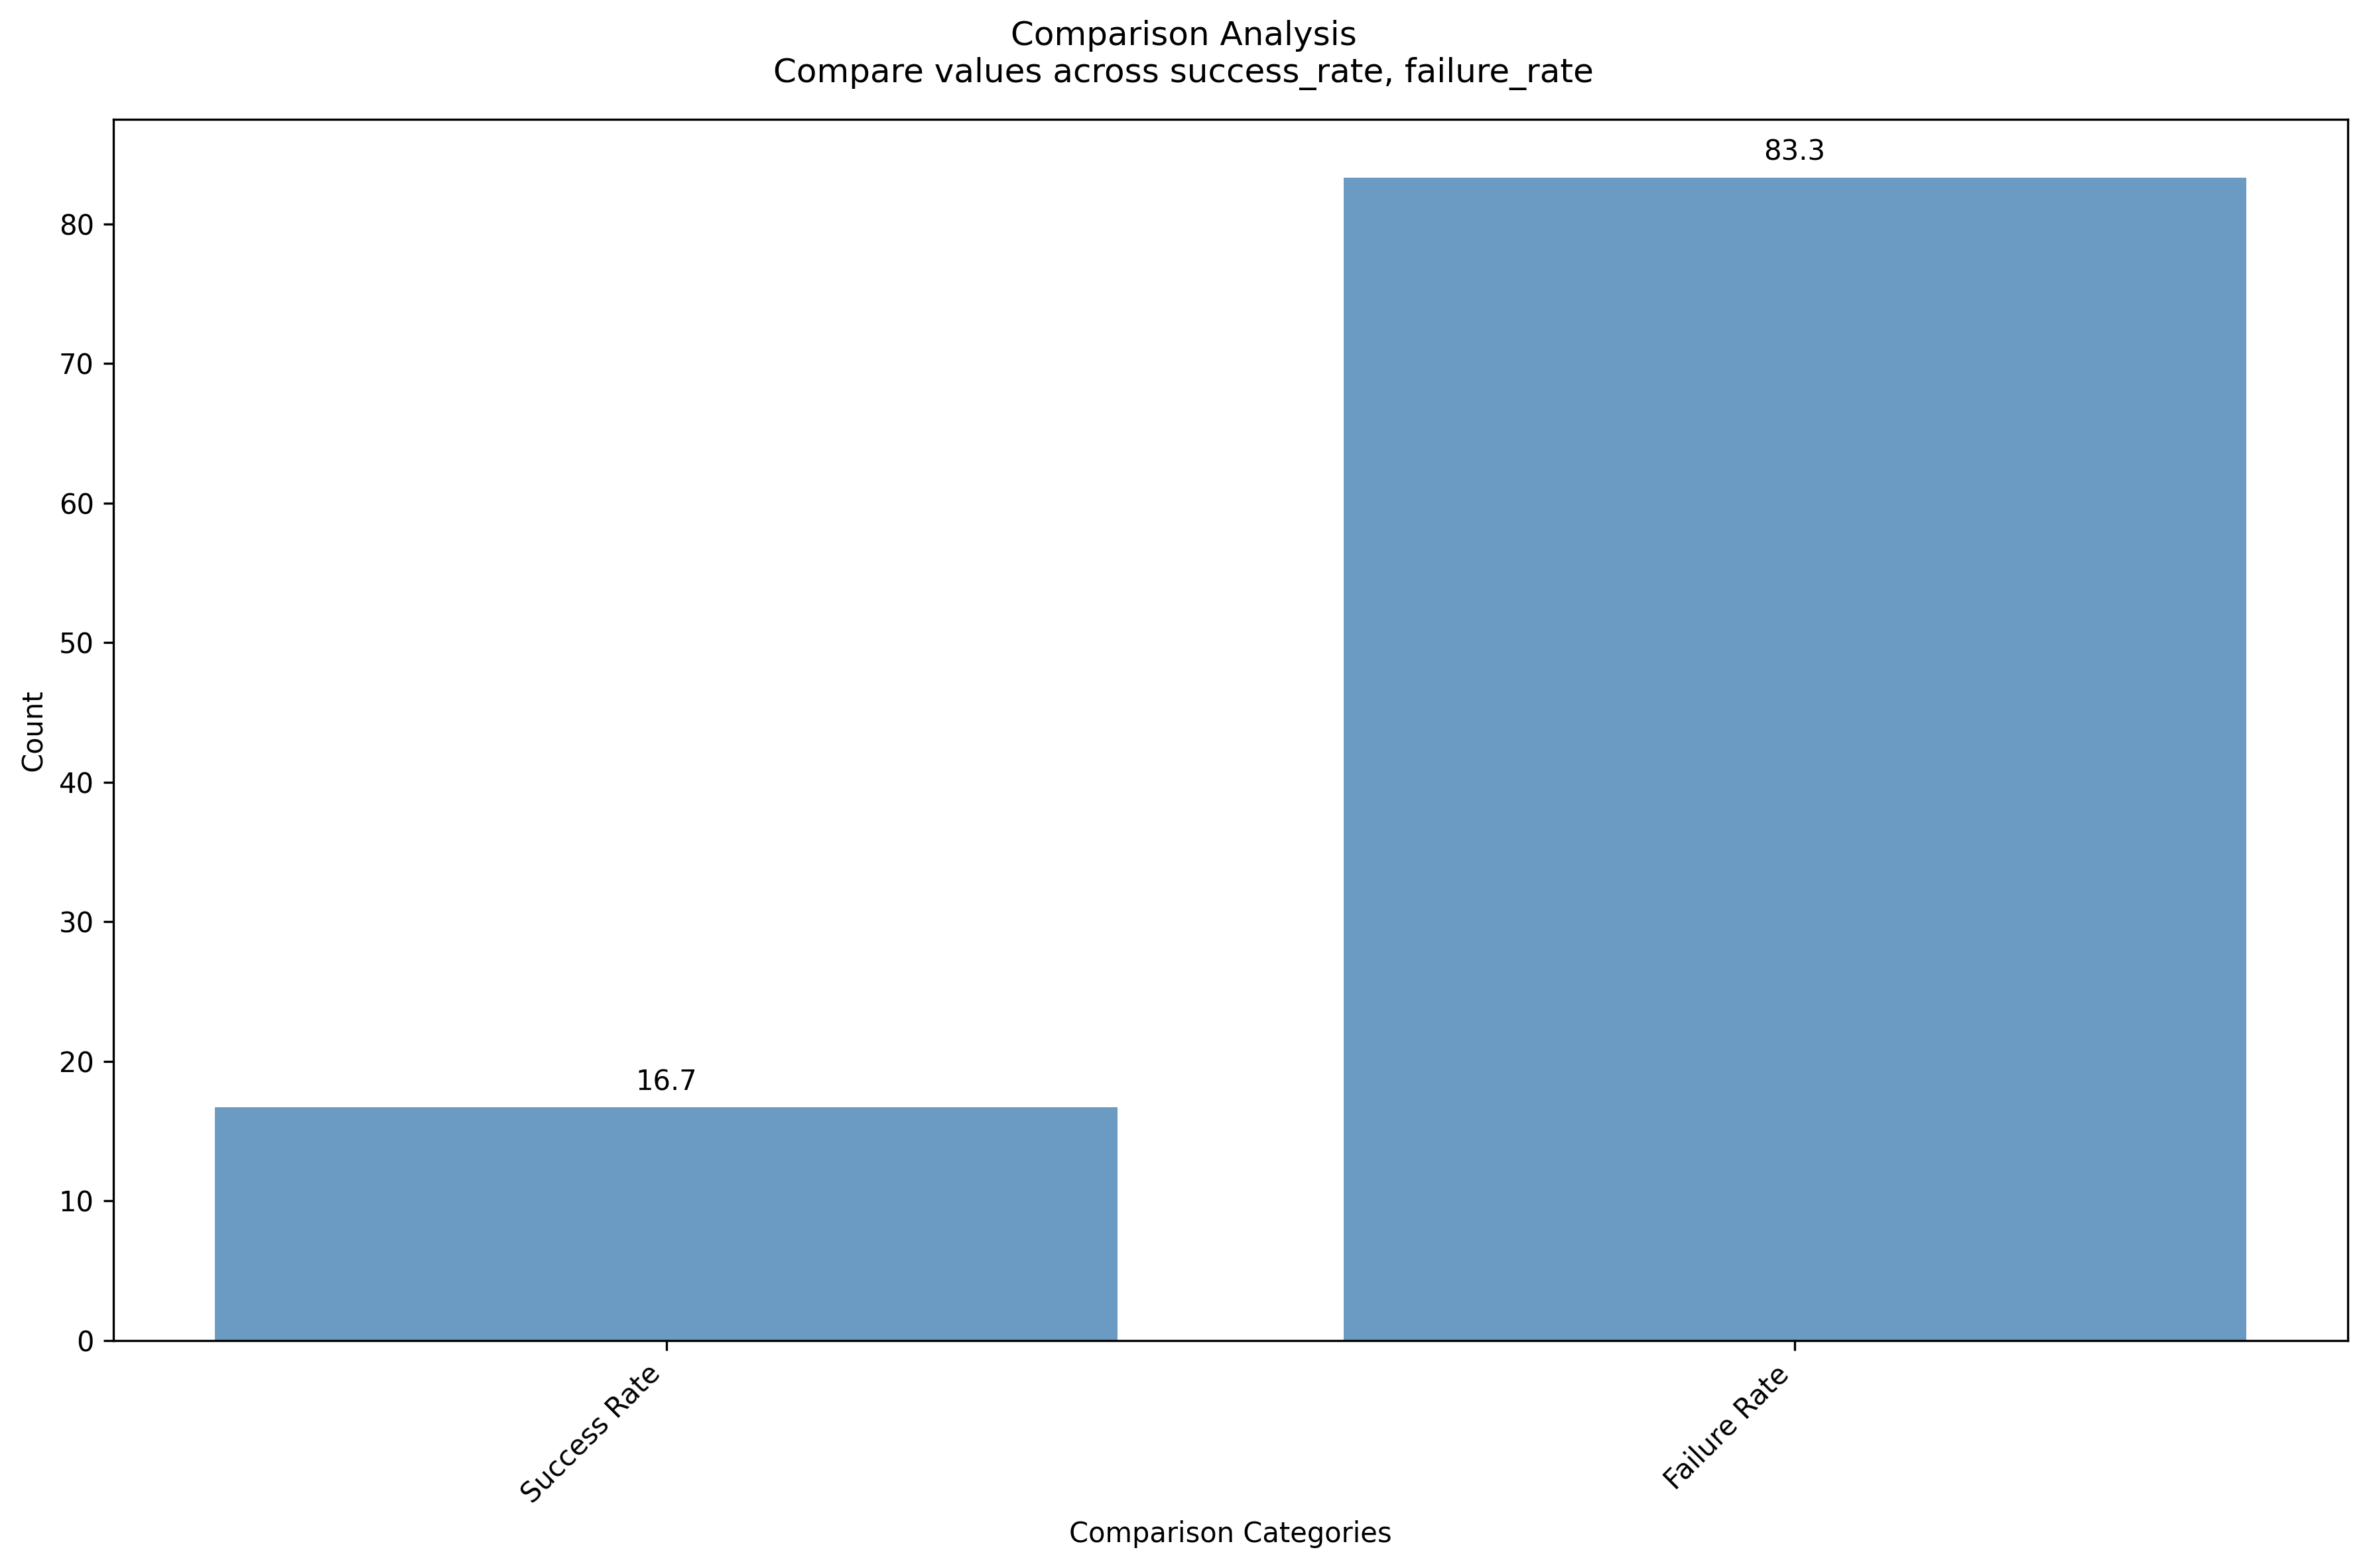 Comparison Analysis
Compare values across success_rate, failure_rate
83.3
80
70
60
50
40
30
20
10
0
Count
16.7
Success Rate
Failure Rate
Comparison Categories